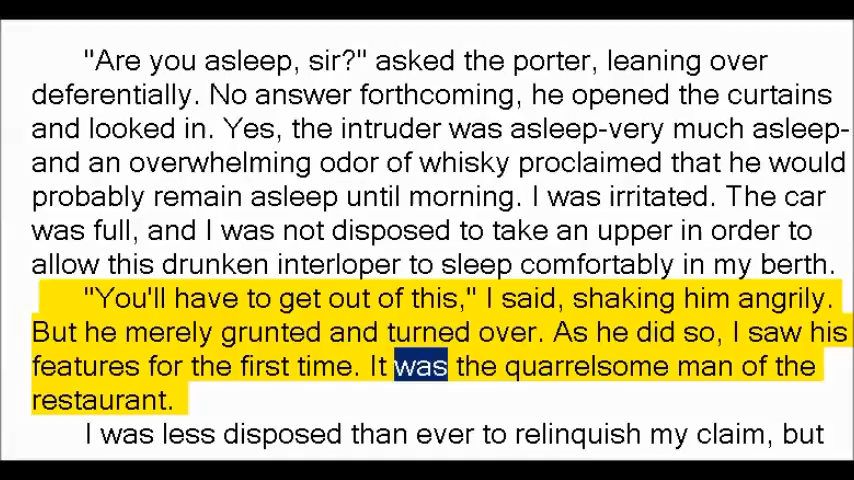 "Are you asleep, sir?" asked the porter, leaning over
deferentially. No answer forthcoming, he opened the curtains
and looked in. Yes, the intruder was asleep-very much asleep-
and an overwhelming odor of whisky proclaimed that he would
probably remain asleep until morning. I was irritated. The car
was full, and I was not disposed to take an upper in order to
allow this drunken interloper to sleep comfortably in my berth.
"You'll have to get out of this," I said, shaking him angrily.
But he merely grunted and turned over. As he did so, I saw his
features for the first time. It was the quarrelsome man of the
restaurant.
I was less disposed than ever to relinquish my claim, but